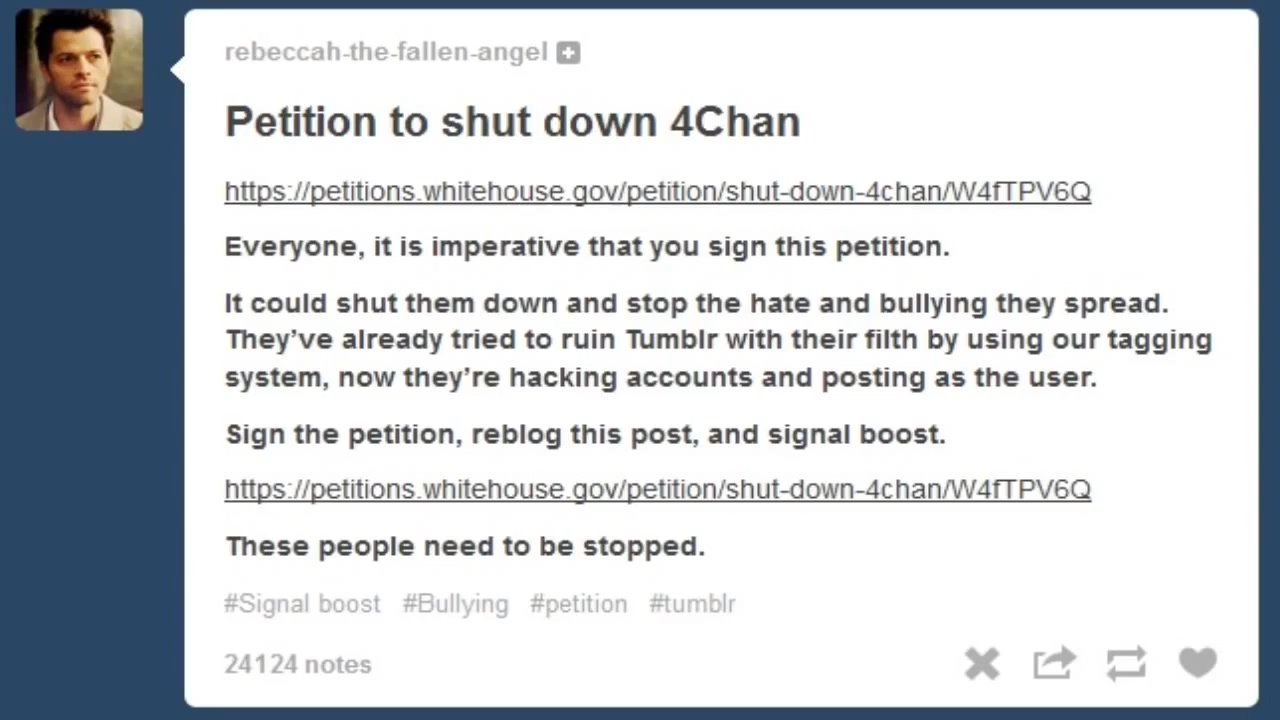 rebeccah-the-fallen-angel
Petition to shut down 4Chan
https://petitions.whitehouse.gov/petition/shut-down-4chan/W4fTPV6Q
Everyone, it is imperative that you sign this petition.
It could shut them down and stop the hate and bullying they spread.
They’ve already tried to ruin Tumblr with their filth by using our tagging
system, now they’re hacking accounts and posting as the user.
Sign the petition, reblog this post, and signal boost.
https://petitions.whitehouse.gov/petition/shut-down-4chan/W4fTPV6Q
These people need to be stopped.
#Signal boost #Bullying #petition #tumblr
24124 notes